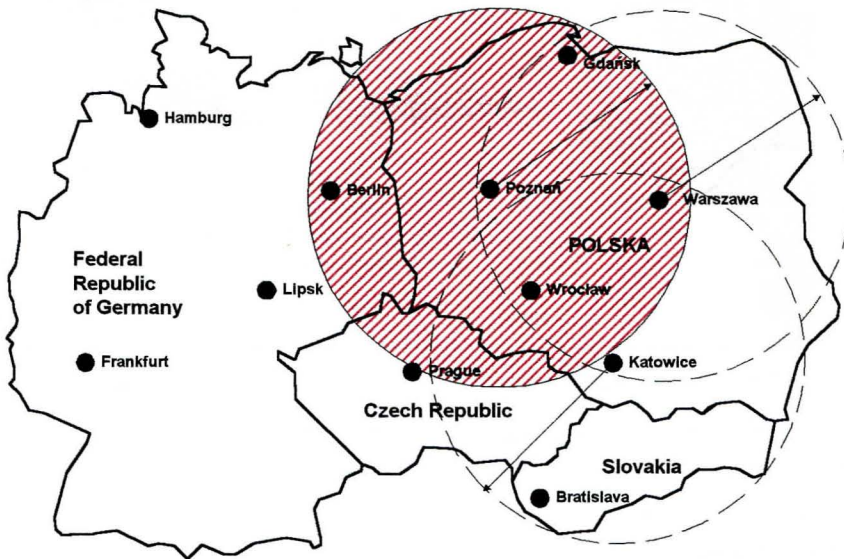 Gdańsk
Hamburg
Berlin
Poznań
Warszawa
POLSKA
Federal
Republic
of Germany
Lipsk
Wrocław
Frankfurt
Prague
Katowice
Czech Republic
Slovakia
Bratislava